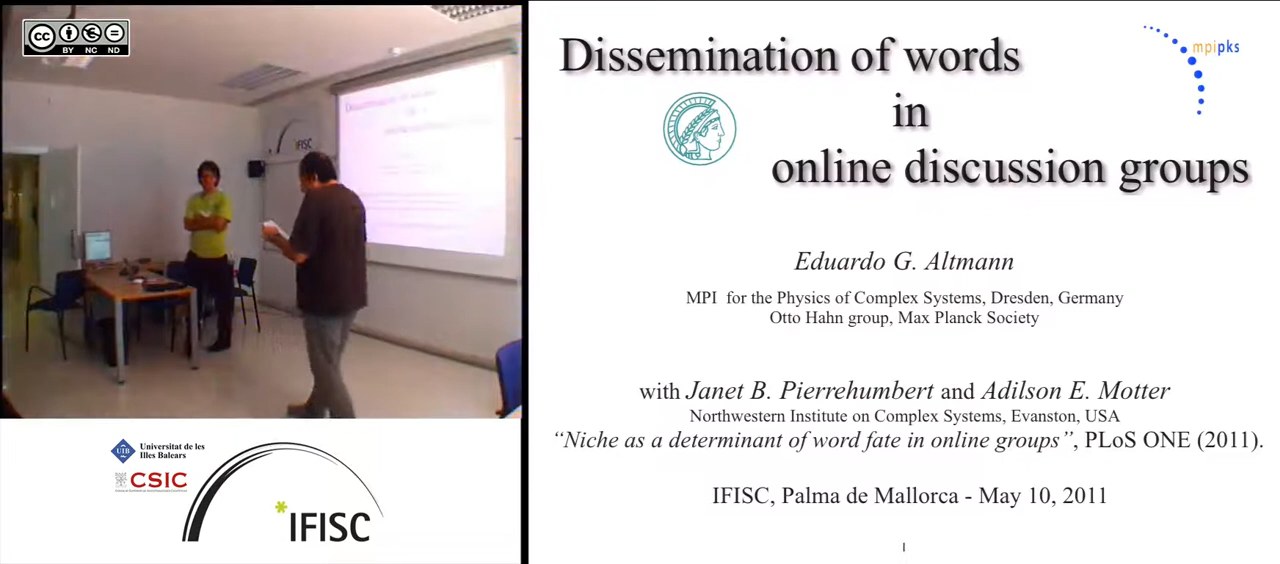 cc
BY NC ND
IFISC
Universitat de les
Illes Balears
UIB
CSIC
*IFISC
Dissemination of words
in
online discussion groups
mpipks
Eduardo G. Altmann
MPI for the Physics of Complex Systems, Dresden, Germany
Otto Hahn group, Max Planck Society
with Janet B. Pierrehumbert and Adilson E. Motter
Northwestern Institute on Complex Systems, Evanston, USA
“Niche as a determinant of word fate in online groups”, PLoS ONE (2011).
IFISC, Palma de Mallorca - May 10, 2011
1